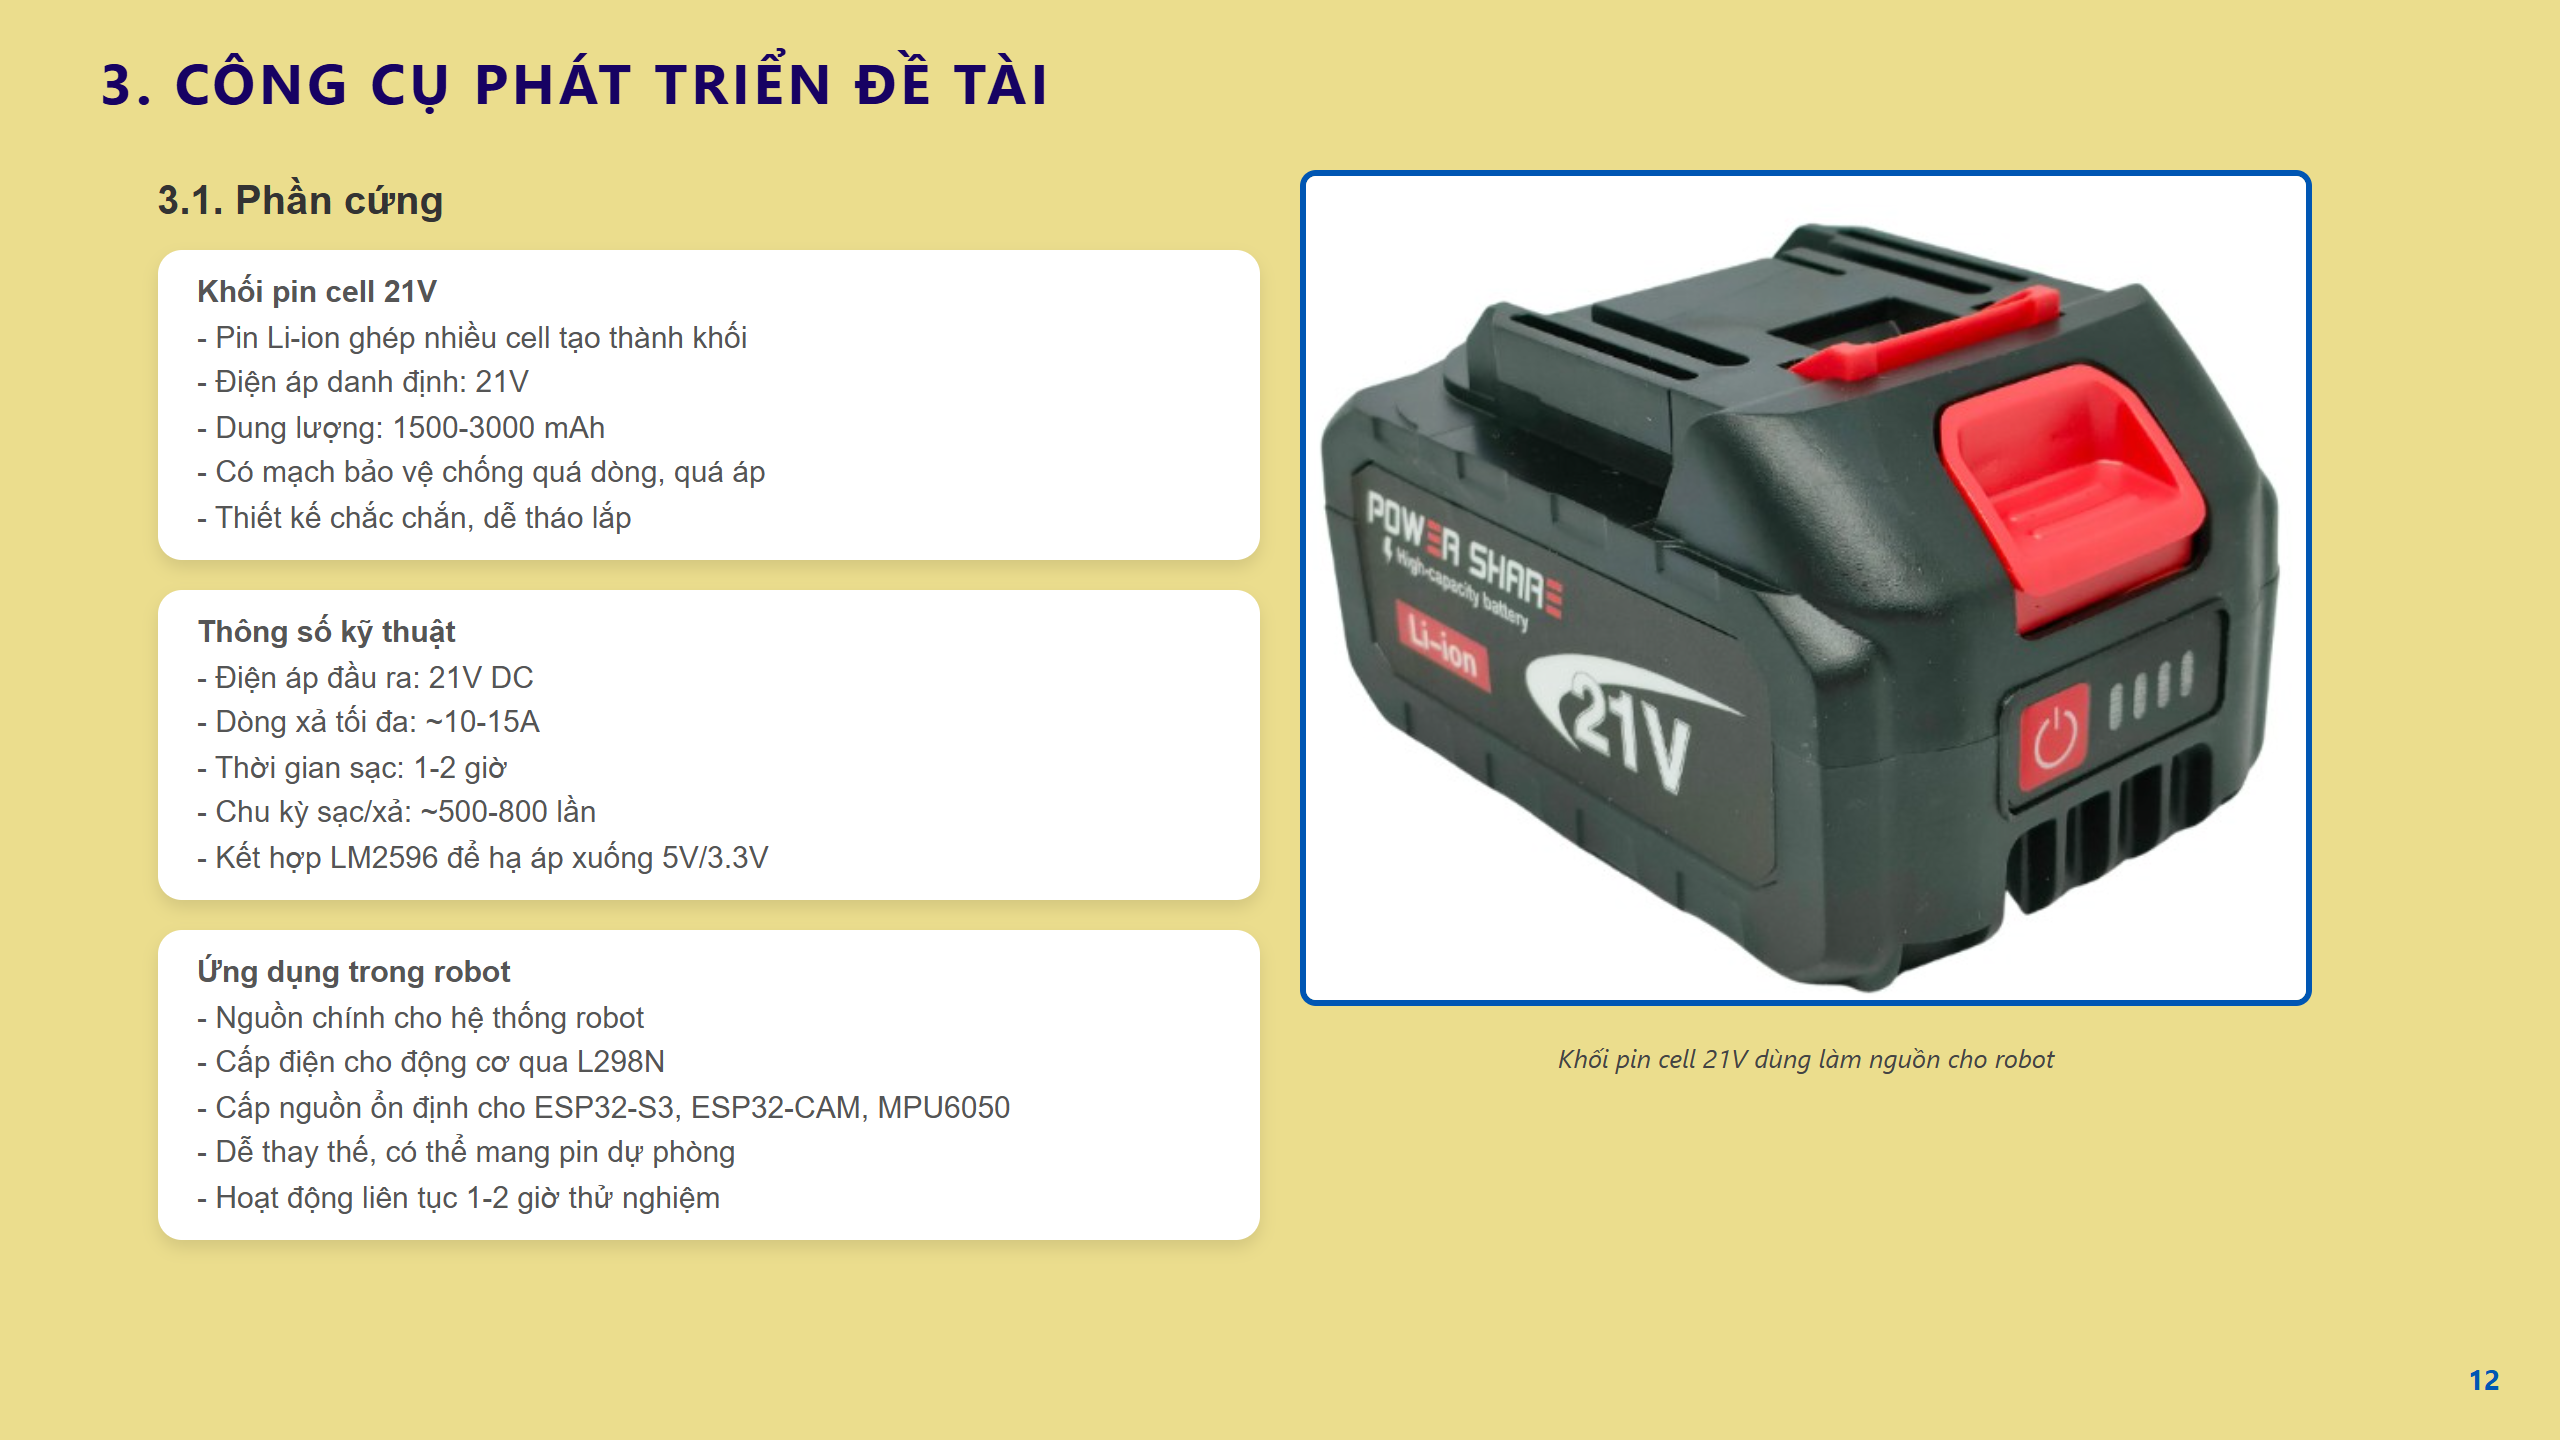 3. CÔNG CỤ PHÁT TRIỂN ĐỀ TÀI
3.1. Phần cứng
Khối pin cell 21V
- Pin Li-ion ghép nhiều cell tạo thành khối
- Điện áp danh định: 21V
- Dung lượng: 1500-3000 mAh
- Có mạch bảo vệ chống quá dòng, quá áp
- Thiết kế chắc chắn, dễ tháo lắp
Thông số kỹ thuật
- Điện áp đầu ra: 21V DC
- Dòng xả tối đa: ~10-15A
- Thời gian sạc: 1-2 giờ
- Chu kỳ sạc/xả: ~500-800 lần
- Kết hợp LM2596 để hạ áp xuống 5V/3.3V
Ứng dụng trong robot
- Nguồn chính cho hệ thống robot
- Cấp điện cho động cơ qua L298N
- Cấp nguồn ổn định cho ESP32-S3, ESP32-CAM, MPU6050
- Dễ thay thế, có thể mang pin dự phòng
- Hoạt động liên tục 1-2 giờ thử nghiệm
POWER SHARE
High-capacity battery
Li-ion
21V
Khối pin cell 21V dùng làm nguồn cho robot
12